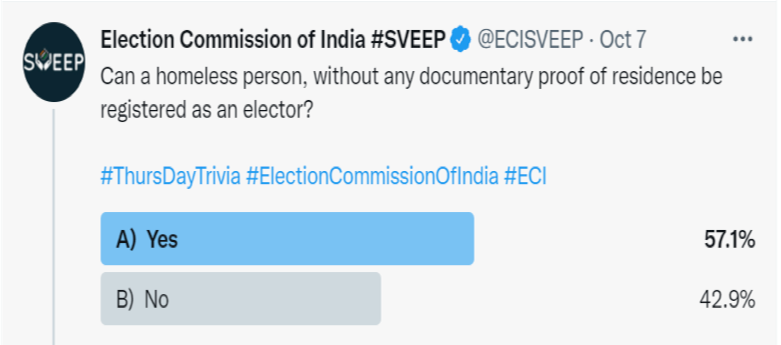 SWEEP
Election Commission of India #SVEEP @ECISVEEP · Oct 7
Can a homeless person, without any documentary proof of residence be
registered as an elector?
#ThursDayTrivia #ElectionCommissionOfIndia #ECI
A) Yes 57.1%
B) No 42.9%